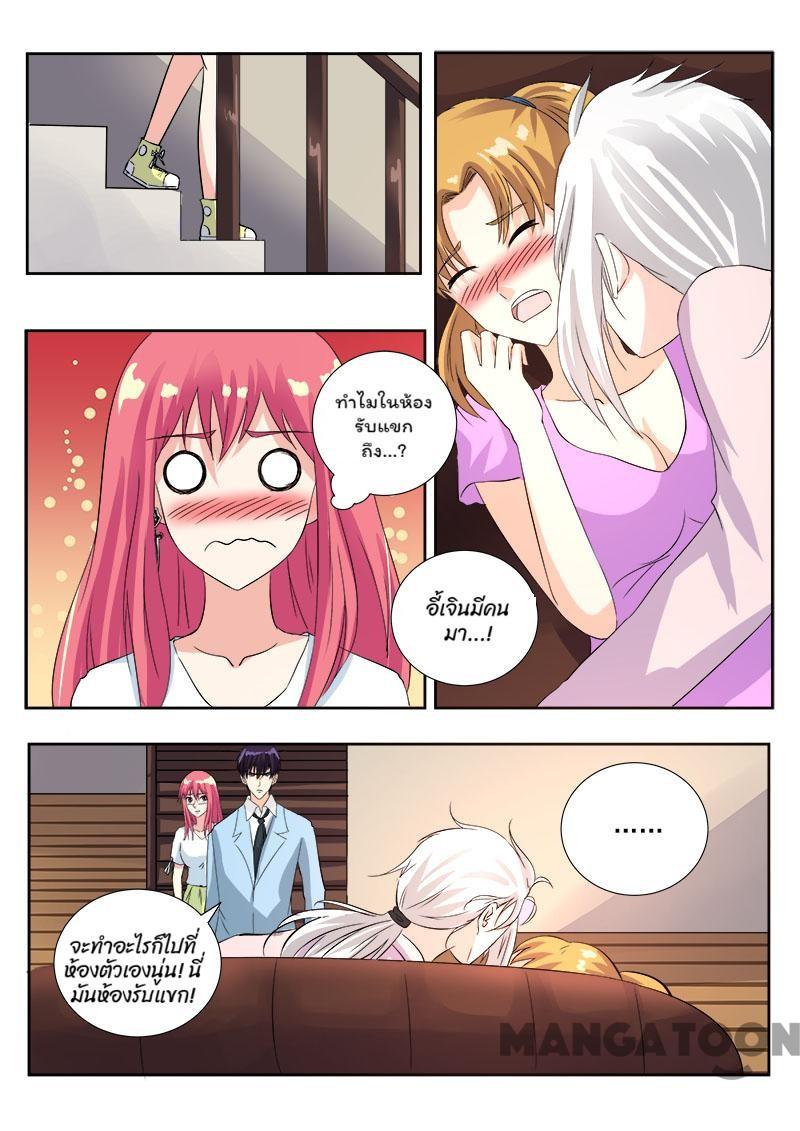 ทำไมในห้อง
รับแขก
ถึง...?
อี้เจินมีคน
มา...!
......
จะทำอะไรก็ไปที่
ห้องตัวเองนู่น! นี่
มันห้องรับแขก!
MANGATOON